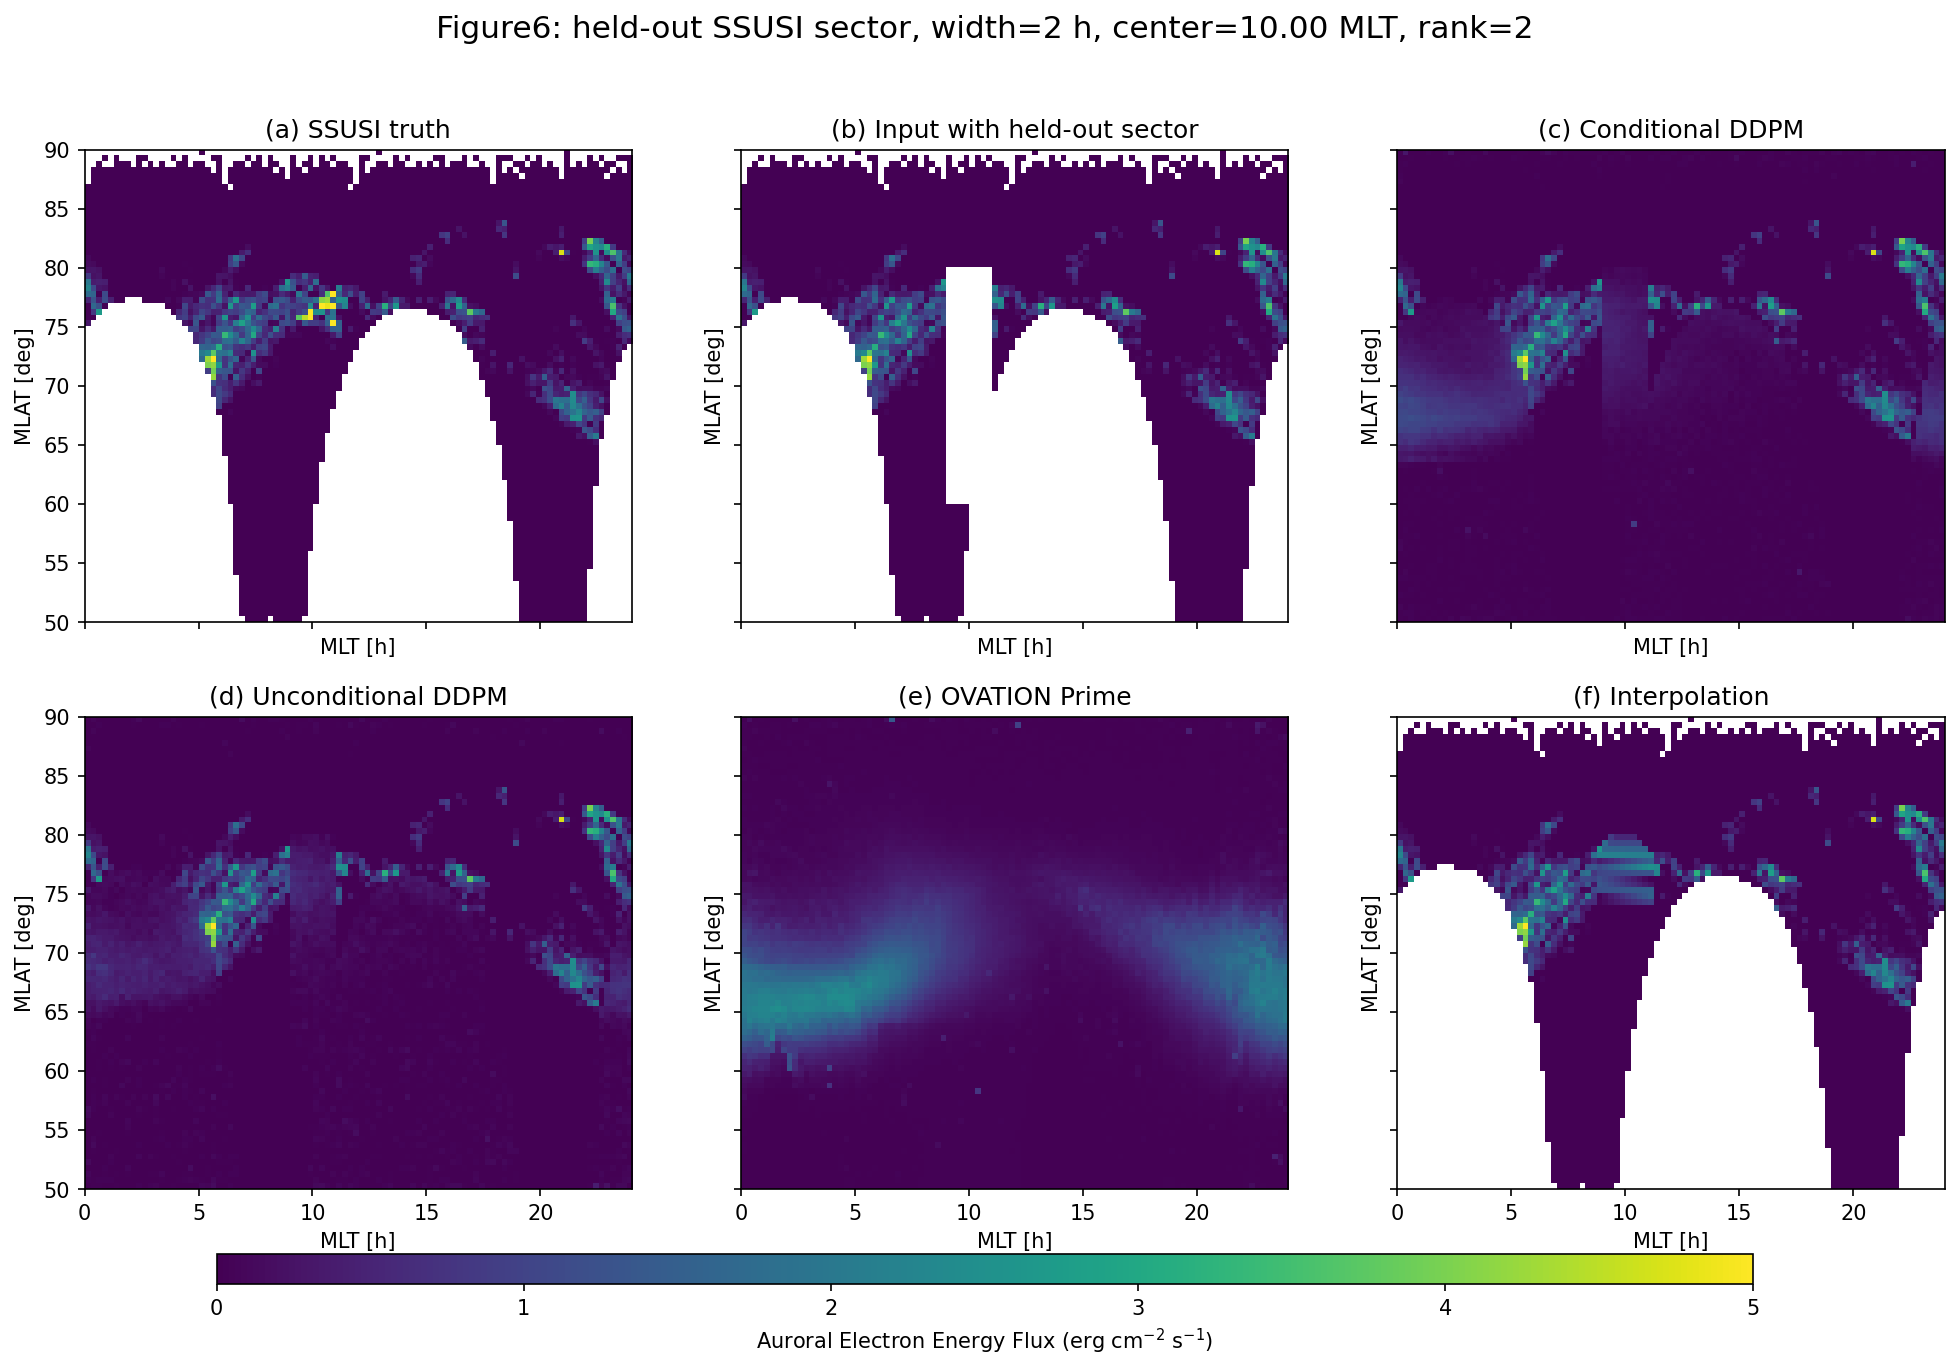 Figure6: held-out SSUSI sector, width=2 h, center=10.00 MLT, rank=2
(a) SSUSI truth
(b) Input with held-out sector
(c) Conditional DDPM
90
85
80
75
70
65
60
55
50
MLAT [deg]
MLAT [deg]
MLAT [deg]
MLT [h]
MLT [h]
MLT [h]
(d) Unconditional DDPM
(e) OVATION Prime
(f) Interpolation
90
85
80
75
70
65
60
55
50
MLAT [deg]
MLAT [deg]
MLAT [deg]
0 5 10 15 20
0 5 10 15 20
0 5 10 15 20
MLT [h]
MLT [h]
MLT [h]
0 1 2 3 4 5
Auroral Electron Energy Flux (erg cm⁻² s⁻¹)